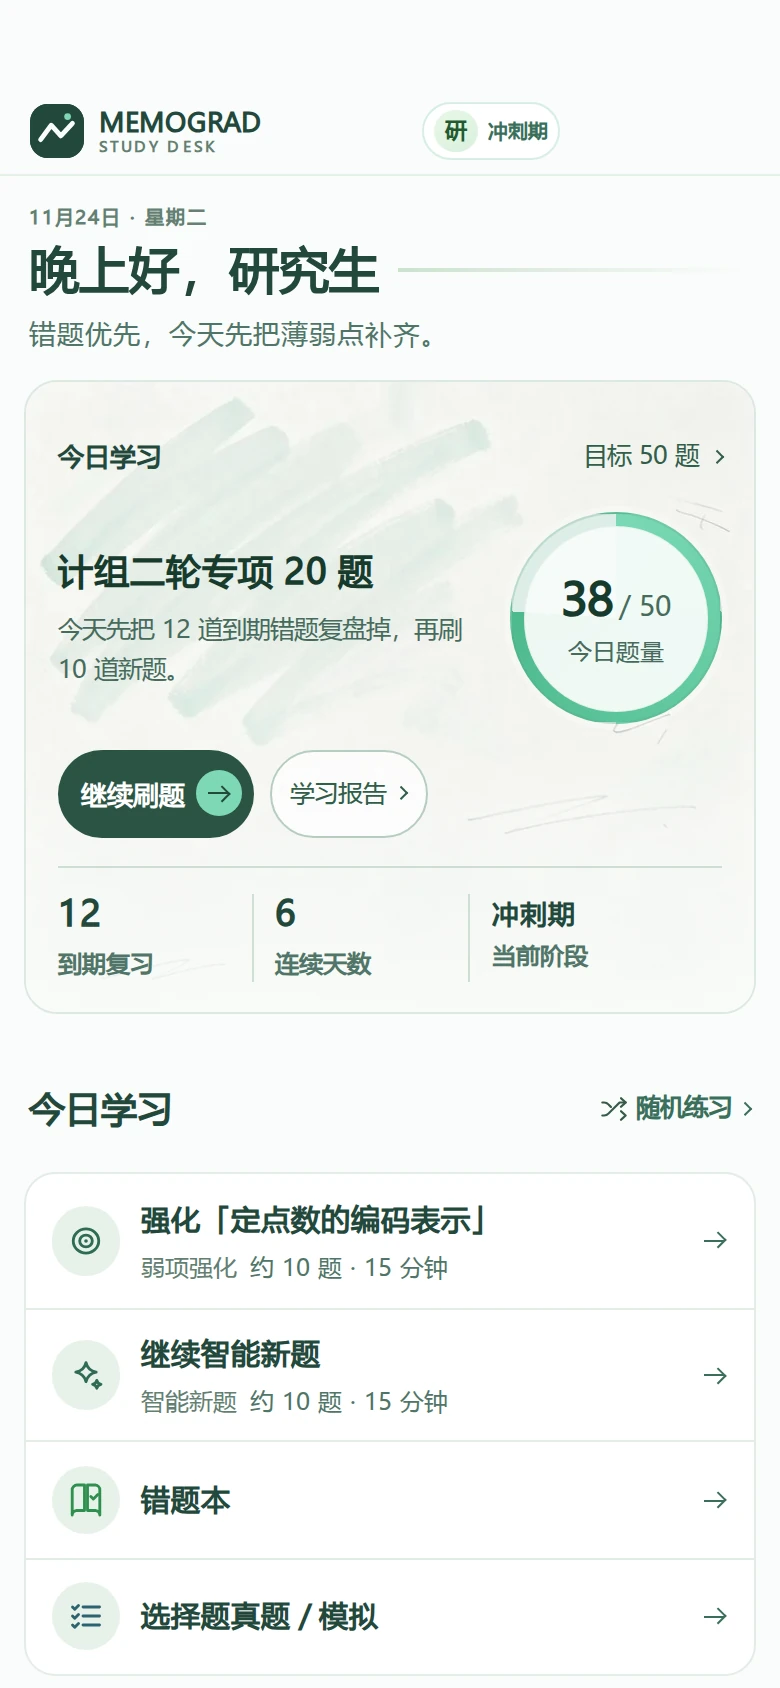 MEMOGRAD
STUDY DESK
研 冲刺期
11月24日 · 星期二
晚上好，研究生
错题优先，今天先把薄弱点补齐。
今日学习
目标 50 题
计组二轮专项 20 题
今天先把 12 道到期错题复盘掉，再刷
10 道新题。
38 / 50
今日题量
继续刷题
学习报告
12
到期复习
6
连续天数
冲刺期
当前阶段
今日学习
随机练习
强化「定点数的编码表示」
弱项强化 约 10 题 · 15 分钟
继续智能新题
智能新题 约 10 题 · 15 分钟
错题本
选择题真题 / 模拟